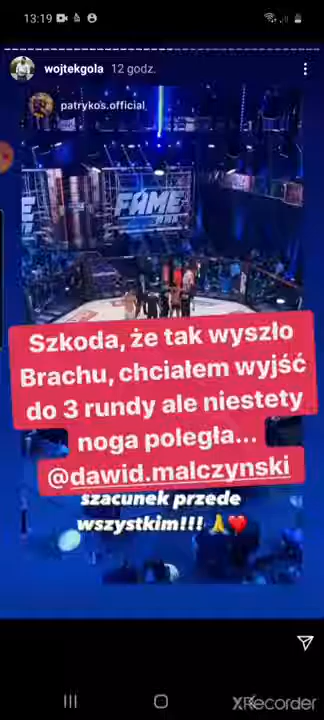 13:19
wojtekgola 12 godz.
patrykos.official
FAME
MMA
Szkoda, że tak wyszło
Brachu, chciałem wyjść
do 3 rundy ale niestety
noga poległa...
@dawid.malczynski
szacunek przede
wszystkim!!! 🙏❤️
XRecorder